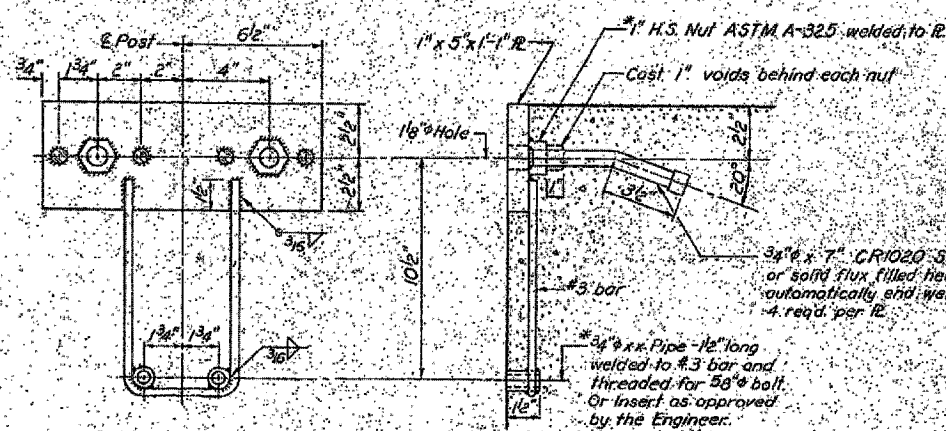 ℄ Post
6½"
¾"
1¾"
2"
2"
4"
2½"
2½"
1½"
3/16
10½"
1¾"
1¾"
3/16
1" x 5" x 1'-1" ℞
*1" H.S. Nut ASTM A-325 welded to ℞
Cast 1" voids behind each nut
1⅛"⌀ Hole
1"
3½"
20°
2½"
¾"⌀ x 7" CR1020
or solid flux filled
automatically end
4 req'd. per ℞
#3 bar
*¾"⌀ xx Pipe - 1½" long
welded to #3 bar and
threaded for 5/8"⌀ bolt.
Or Insert as approved
by the Engineer.
1½"